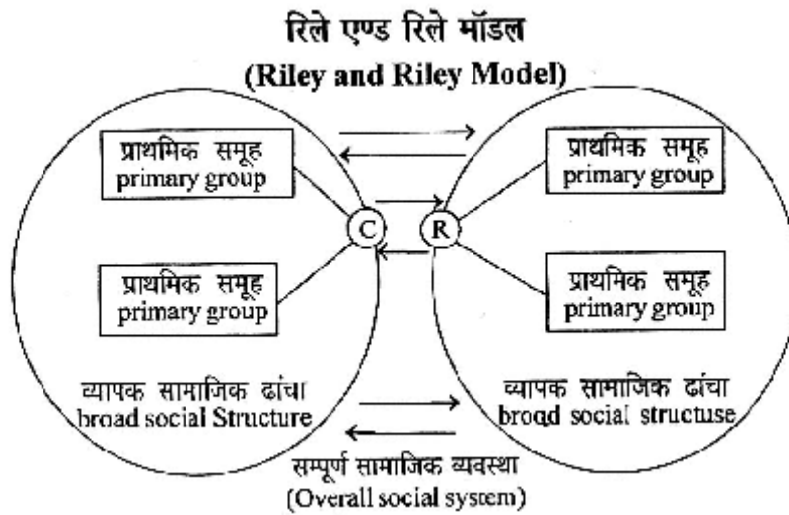 रिले एण्ड रिले मॉडल
(Riley and Riley Model)
प्राथमिक समूह
primary group
प्राथमिक समूह
primary group
C
R
प्राथमिक समूह
primary group
प्राथमिक समूह
primary group
व्यापक सामाजिक ढांचा
broad social Structure
व्यापक सामाजिक ढांचा
broqd social structuse
सम्पूर्ण सामाजिक व्यवस्था
(Overall social system)